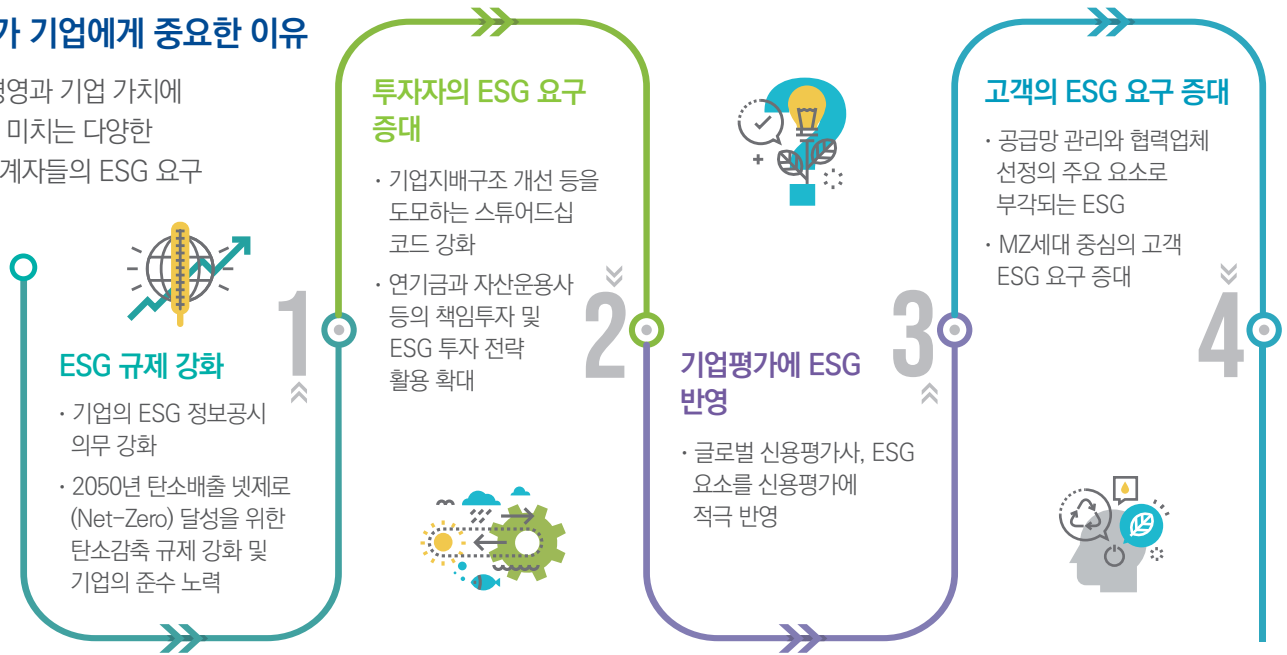 가 기업에게 중요한 이유
경영과 기업 가치에
미치는 다양한
계자들의 ESG 요구
1
ESG 규제 강화
· 기업의 ESG 정보공시
의무 강화
· 2050년 탄소배출 넷제로
(Net-Zero) 달성을 위한
탄소감축 규제 강화 및
기업의 준수 노력
투자자의 ESG 요구
증대
· 기업지배구조 개선 등을
도모하는 스튜어드십
코드 강화
· 연기금과 자산운용사
등의 책임투자 및
ESG 투자 전략
활용 확대
2
기업평가에 ESG
반영
· 글로벌 신용평가사, ESG
요소를 신용평가에
적극 반영
3
고객의 ESG 요구 증대
· 공급망 관리와 협력업체
선정의 주요 요소로
부각되는 ESG
· MZ세대 중심의 고객
ESG 요구 증대
4